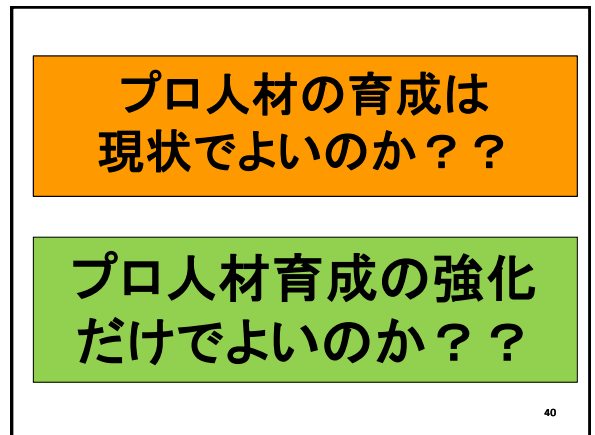 プロ人材の育成は
現状でよいのか？？
プロ人材育成の強化
だけでよいのか？？
40